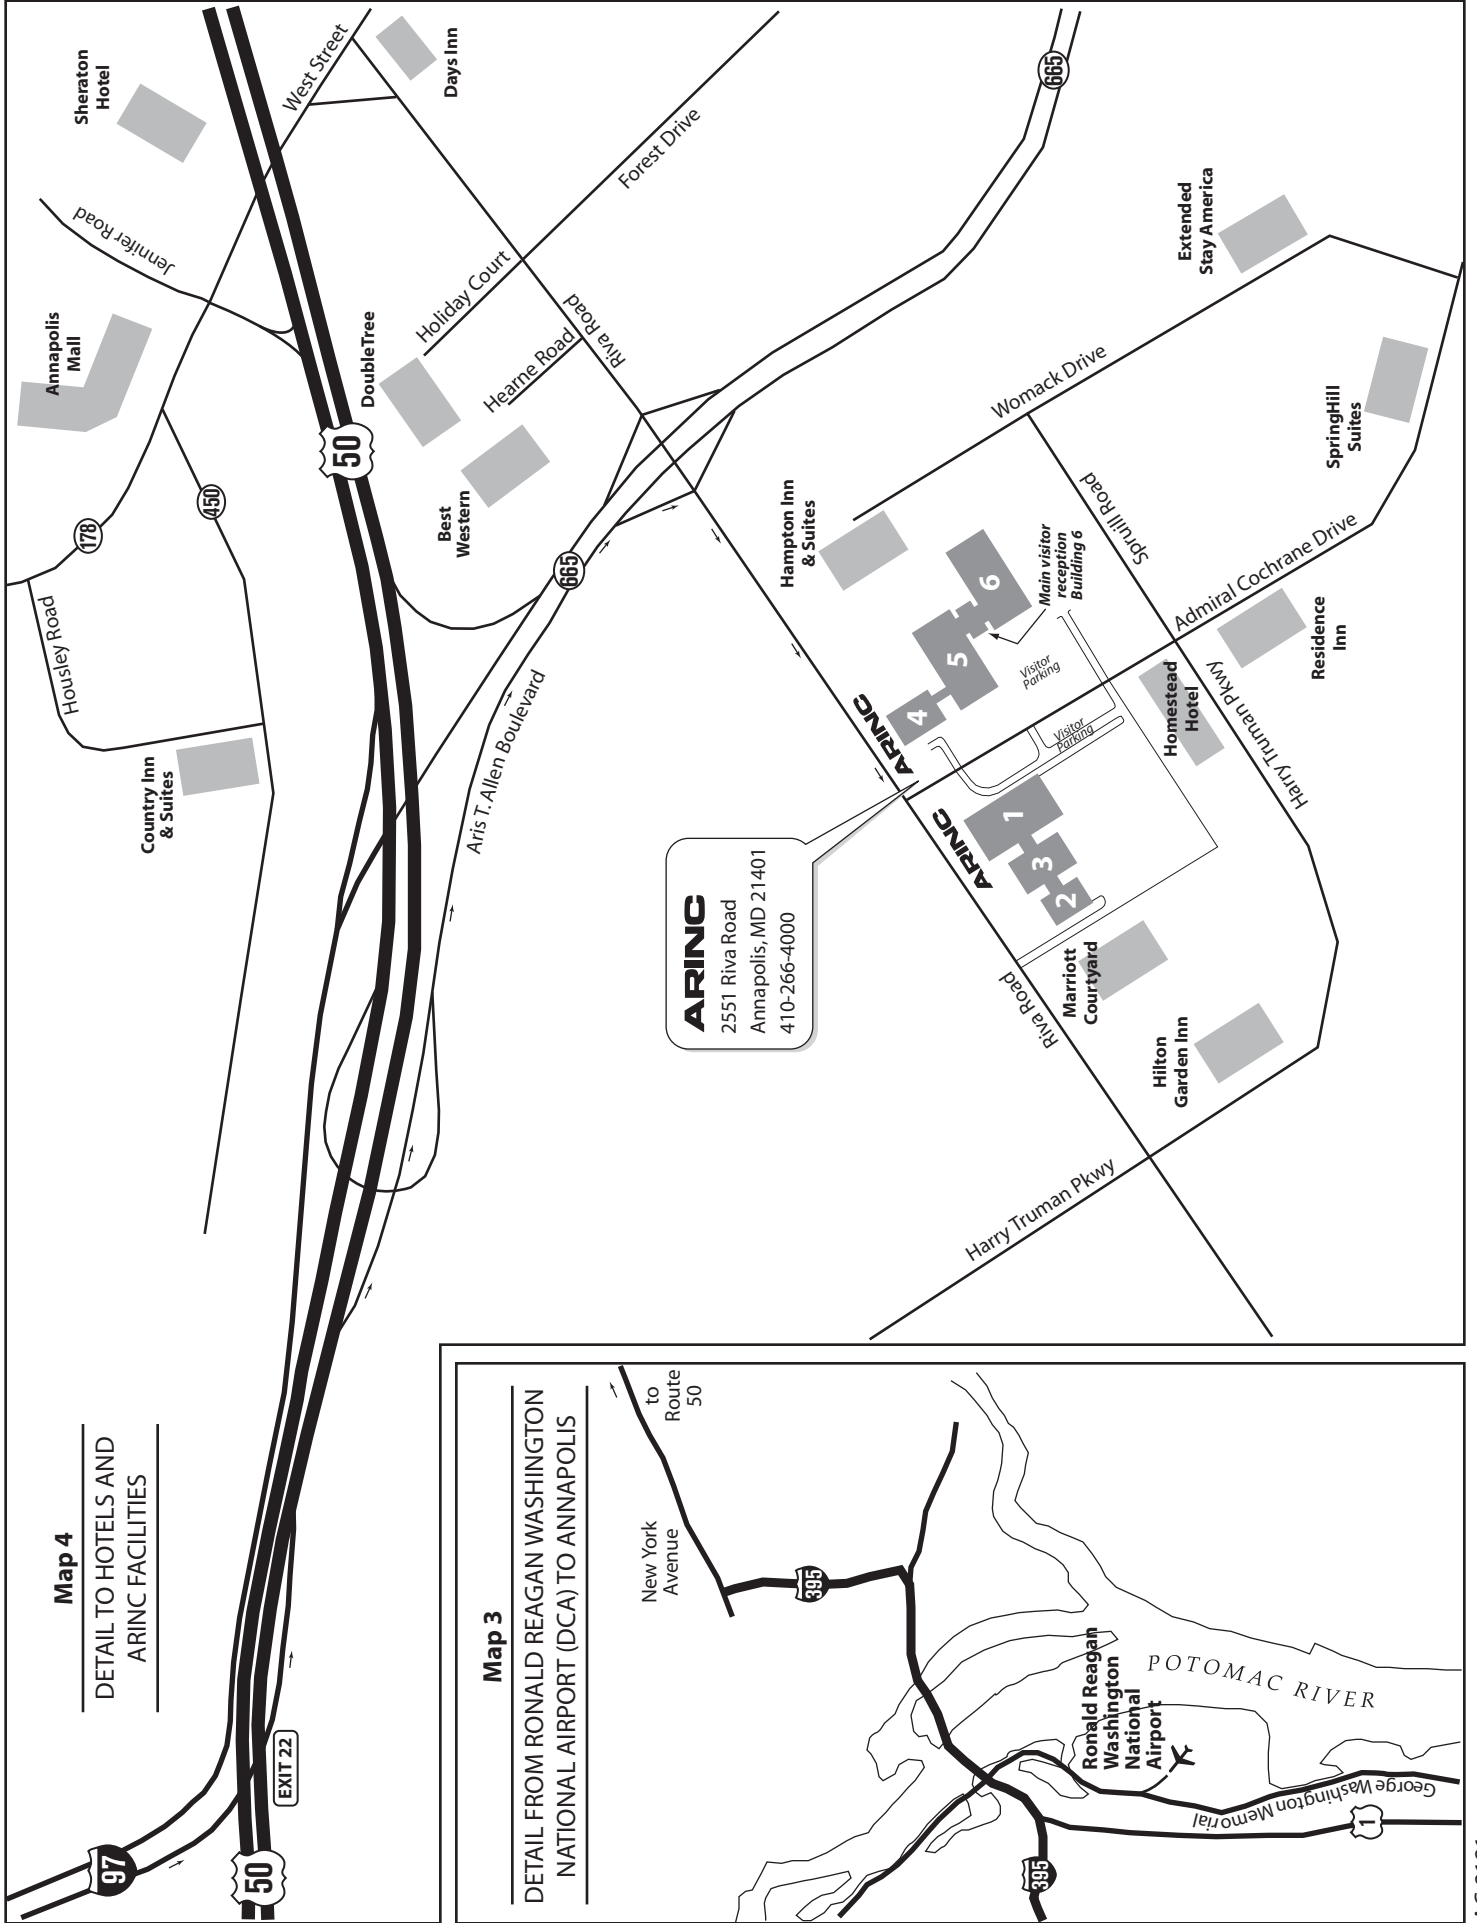 Map 4
DETAIL TO HOTELS AND
ARINC FACILITIES
97
50
EXIT 22
Country Inn
& Suites
Housley Road
178
450
Annapolis
Mall
Jennifer Road
Sheraton
Hotel
West Street
Days Inn
50
DoubleTree
Best
Western
Holiday Court
Hearne Road
Riva Road
Forest Drive
665
665
Aris T. Allen Boulevard
ARINC
2551 Riva Road
Annapolis, MD 21401
410-266-4000
ARINC
ARINC
4
5
6
1
3
2
Main visitor
reception
Building 6
Visitor
Parking
Visitor
Parking
Hampton Inn
& Suites
Womack Drive
Extended
Stay America
Spruill Road
SpringHill
Suites
Admiral Cochrane Drive
Residence
Inn
Homestead
Hotel
Harry Truman Pkwy
Marriott
Courtyard
Riva Road
Hilton
Garden Inn
Harry Truman Pkwy
Map 3
DETAIL FROM RONALD REAGAN WASHINGTON
NATIONAL AIRPORT (DCA) TO ANNAPOLIS
to
Route
50
New York
Avenue
395
Ronald Reagan
Washington
National
Airport
POTOMAC RIVER
George Washington Memorial
1
395